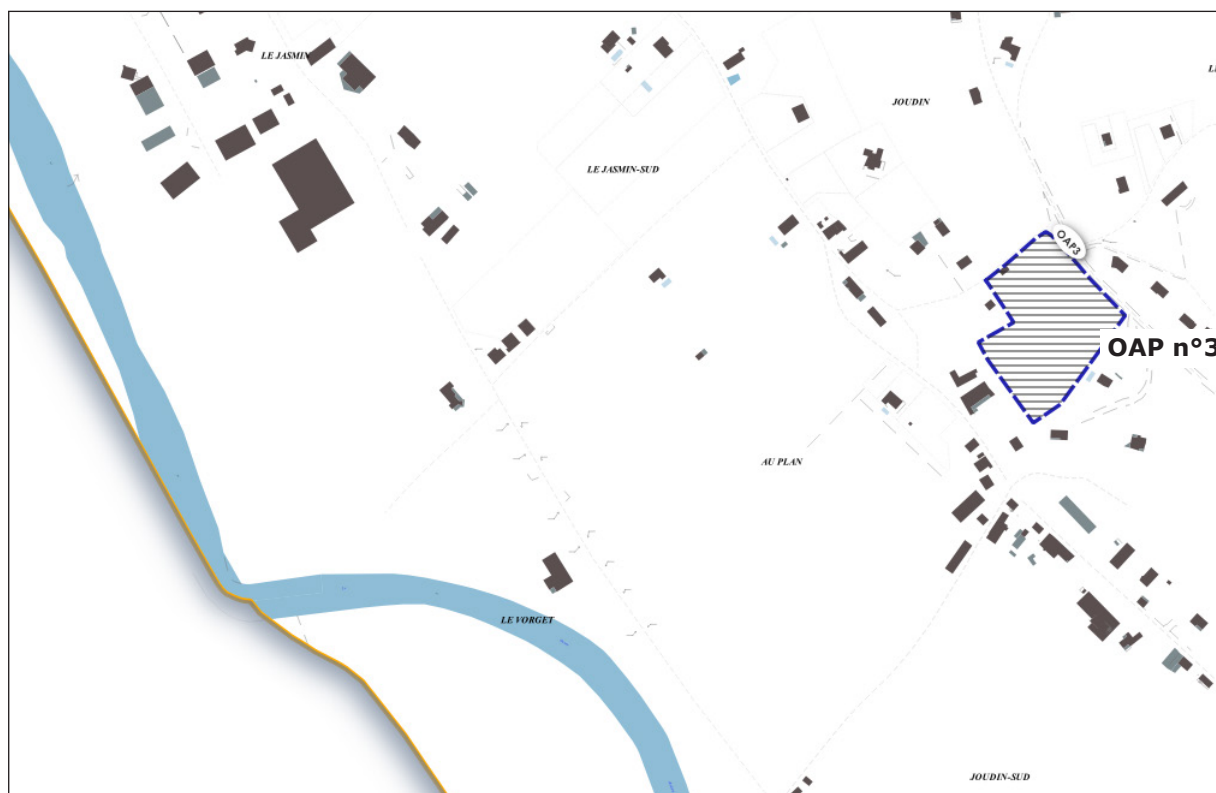 LE JASMIN
JOUDIN
LE JASMIN-SUD
OAP3
OAP n°3
AU PLAN
LE VORGET
JOUDIN-SUD